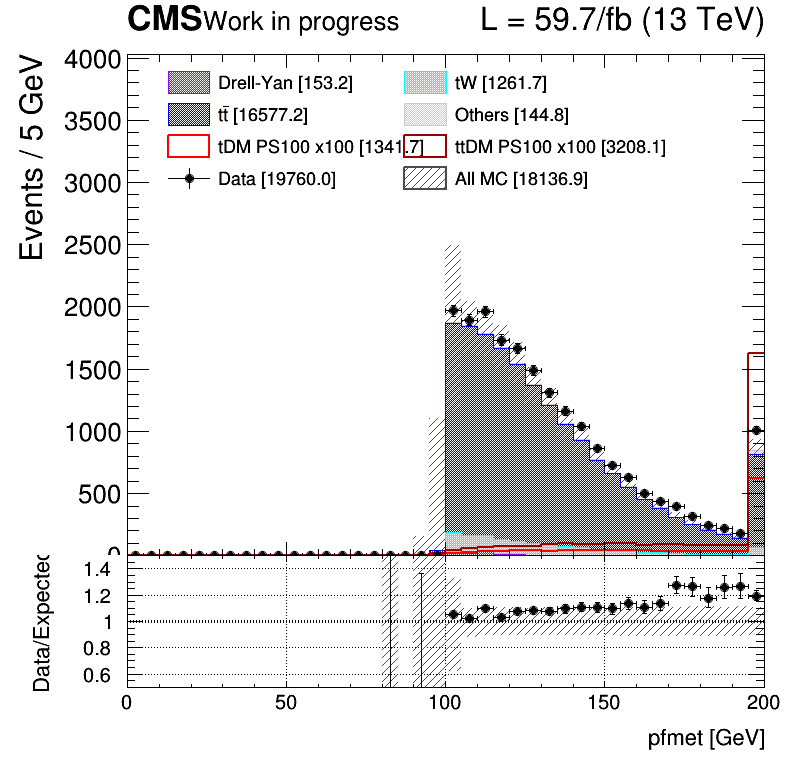 CMS Work in progress L = 59.7/fb (13 TeV)
Events / 5 GeV
4000
3500
3000
2500
2000
1500
1000
500
0
Drell-Yan [153.2] tW [1261.7]
tt̄ [16577.2] Others [144.8]
tDM PS100 x100 [1341.7] ttDM PS100 x100 [3208.1]
Data [19760.0] All MC [18136.9]
Data/Expected
1.4
1.2
1
0.8
0.6
0 50 100 150 200
pfmet [GeV]